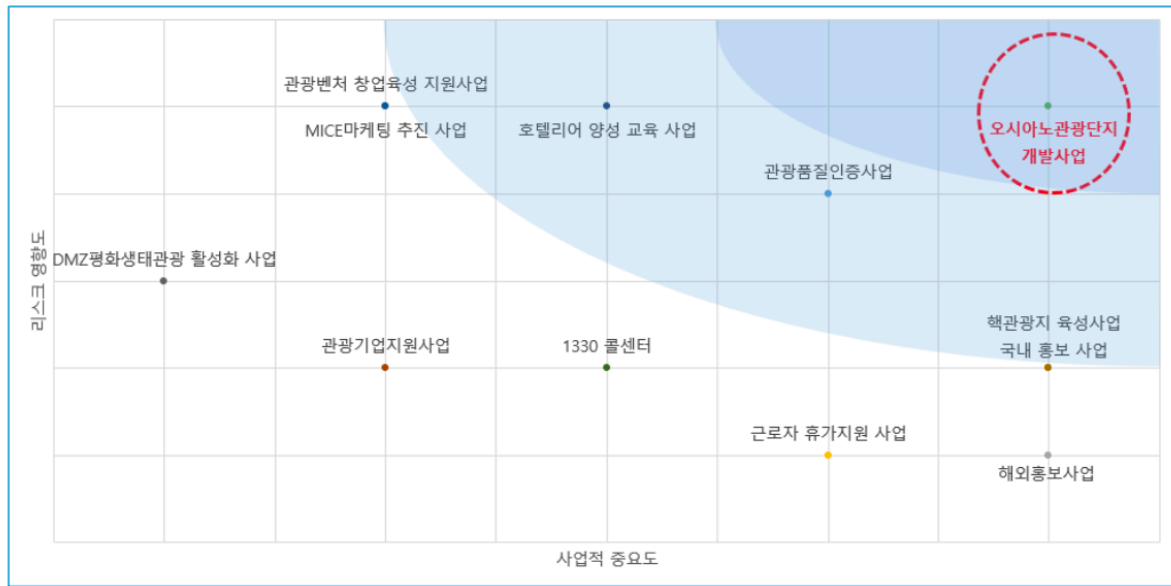 관광벤처 창업육성 지원사업
MICE마케팅 추진 사업
호텔리어 양성 교육 사업
오시아노관광단지
개발사업
관광품질인증사업
리스크 영향도
DMZ평화생태관광 활성화 사업
관광기업지원사업
1330 콜센터
핵관광지 육성사업
국내 홍보 사업
근로자 휴가지원 사업
해외홍보사업
사업적 중요도